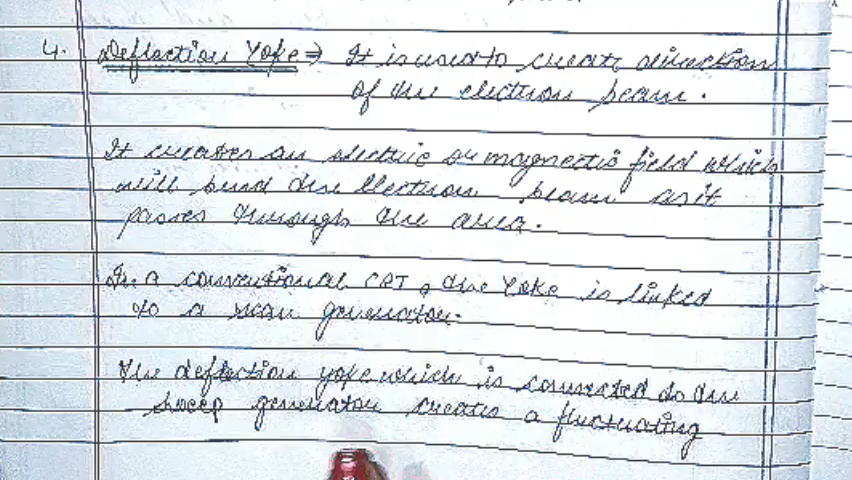 4. Deflection Yoke ⇒ It is used to create direction
of the electron beam.
It creates an electric or magnetic field which
will bend the electron beam as it
passes through the area.
In a conventional CRT, the Yoke is linked
to a scan generator.
The deflection yoke which is connected to the
sweep generator creates a fluctuating